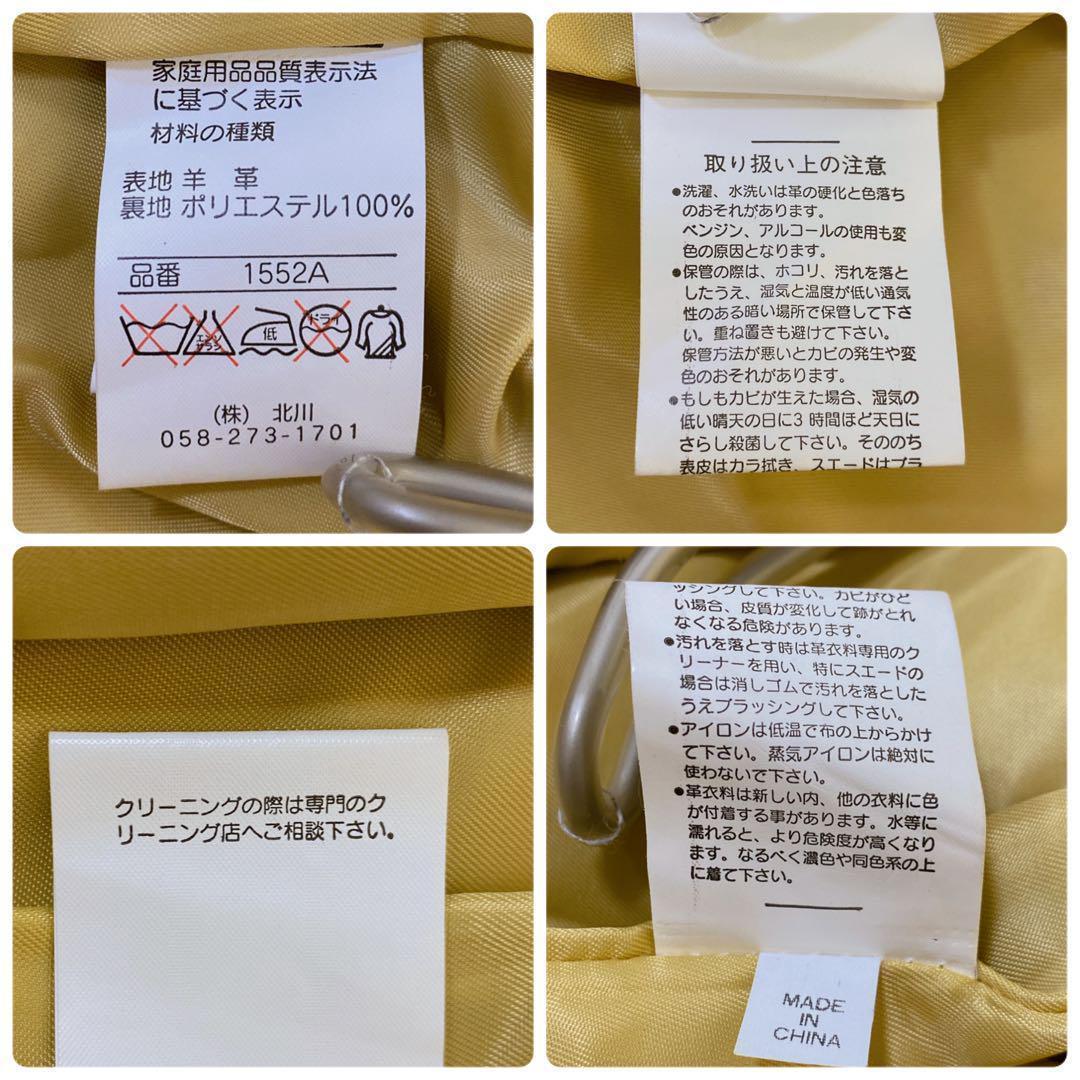 家庭用品品質表示法
に基づく表示
材料の種類
表地 羊 革
裏地 ポリエステル100%
品番 1552A
エンソ
サラシ
低
ドライ
(株) 北川
058-273-1701
取り扱い上の注意
●洗濯、水洗いは革の硬化と色落ち
のおそれがあります。
ベンジン、アルコールの使用も変
色の原因となります。
●保管の際は、ホコリ、汚れを落と
したうえ、湿気と温度が低い通気
性のある暗い場所で保管して下さ
い。重ね置きも避けて下さい。
保管方法が悪いとカビの発生や変
色のおそれがあります。
●もしもカビが生えた場合、湿気の
低い晴天の日に3時間ほど天日に
さらし殺菌して下さい。そののち
表皮はカラ拭き、スエードはブラ
クリーニングの際は専門のク
リーニング店へご相談下さい。
ッシングして下さい。カビがひど
い場合、皮質が変化して跡がとれ
なくなる危険があります。
●汚れを落とす時は革衣料専用のク
リーナーを用い、特にスエードの
場合は消しゴムで汚れを落とした
うえブラッシングして下さい。
●アイロンは低温で布の上からかけ
て下さい。蒸気アイロンは絶対に
使わないで下さい。
●革衣料は新しい内、他の衣料に色
が付着する事があります。水等に
濡れると、より危険度が高くなり
ます。なるべく濃色や同色系の上
に着て下さい。
MADE
IN
CHINA